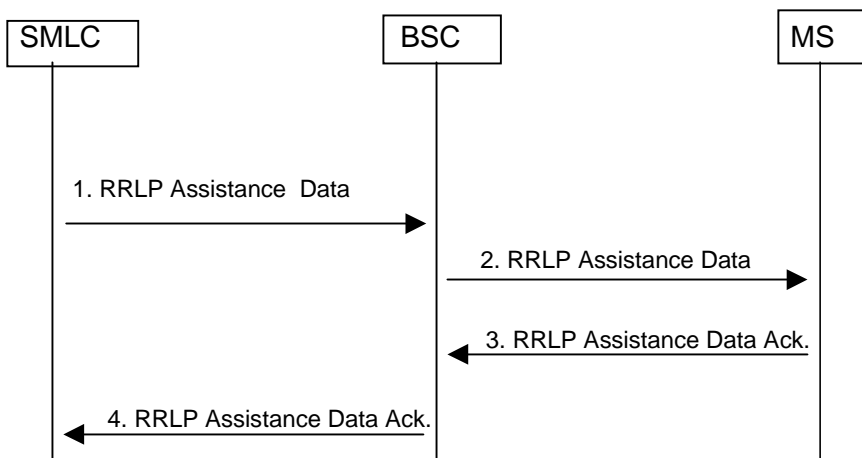 SMLC
BSC
MS
1. RRLP Assistance Data
2. RRLP Assistance Data
3. RRLP Assistance Data Ack.
4. RRLP Assistance Data Ack.